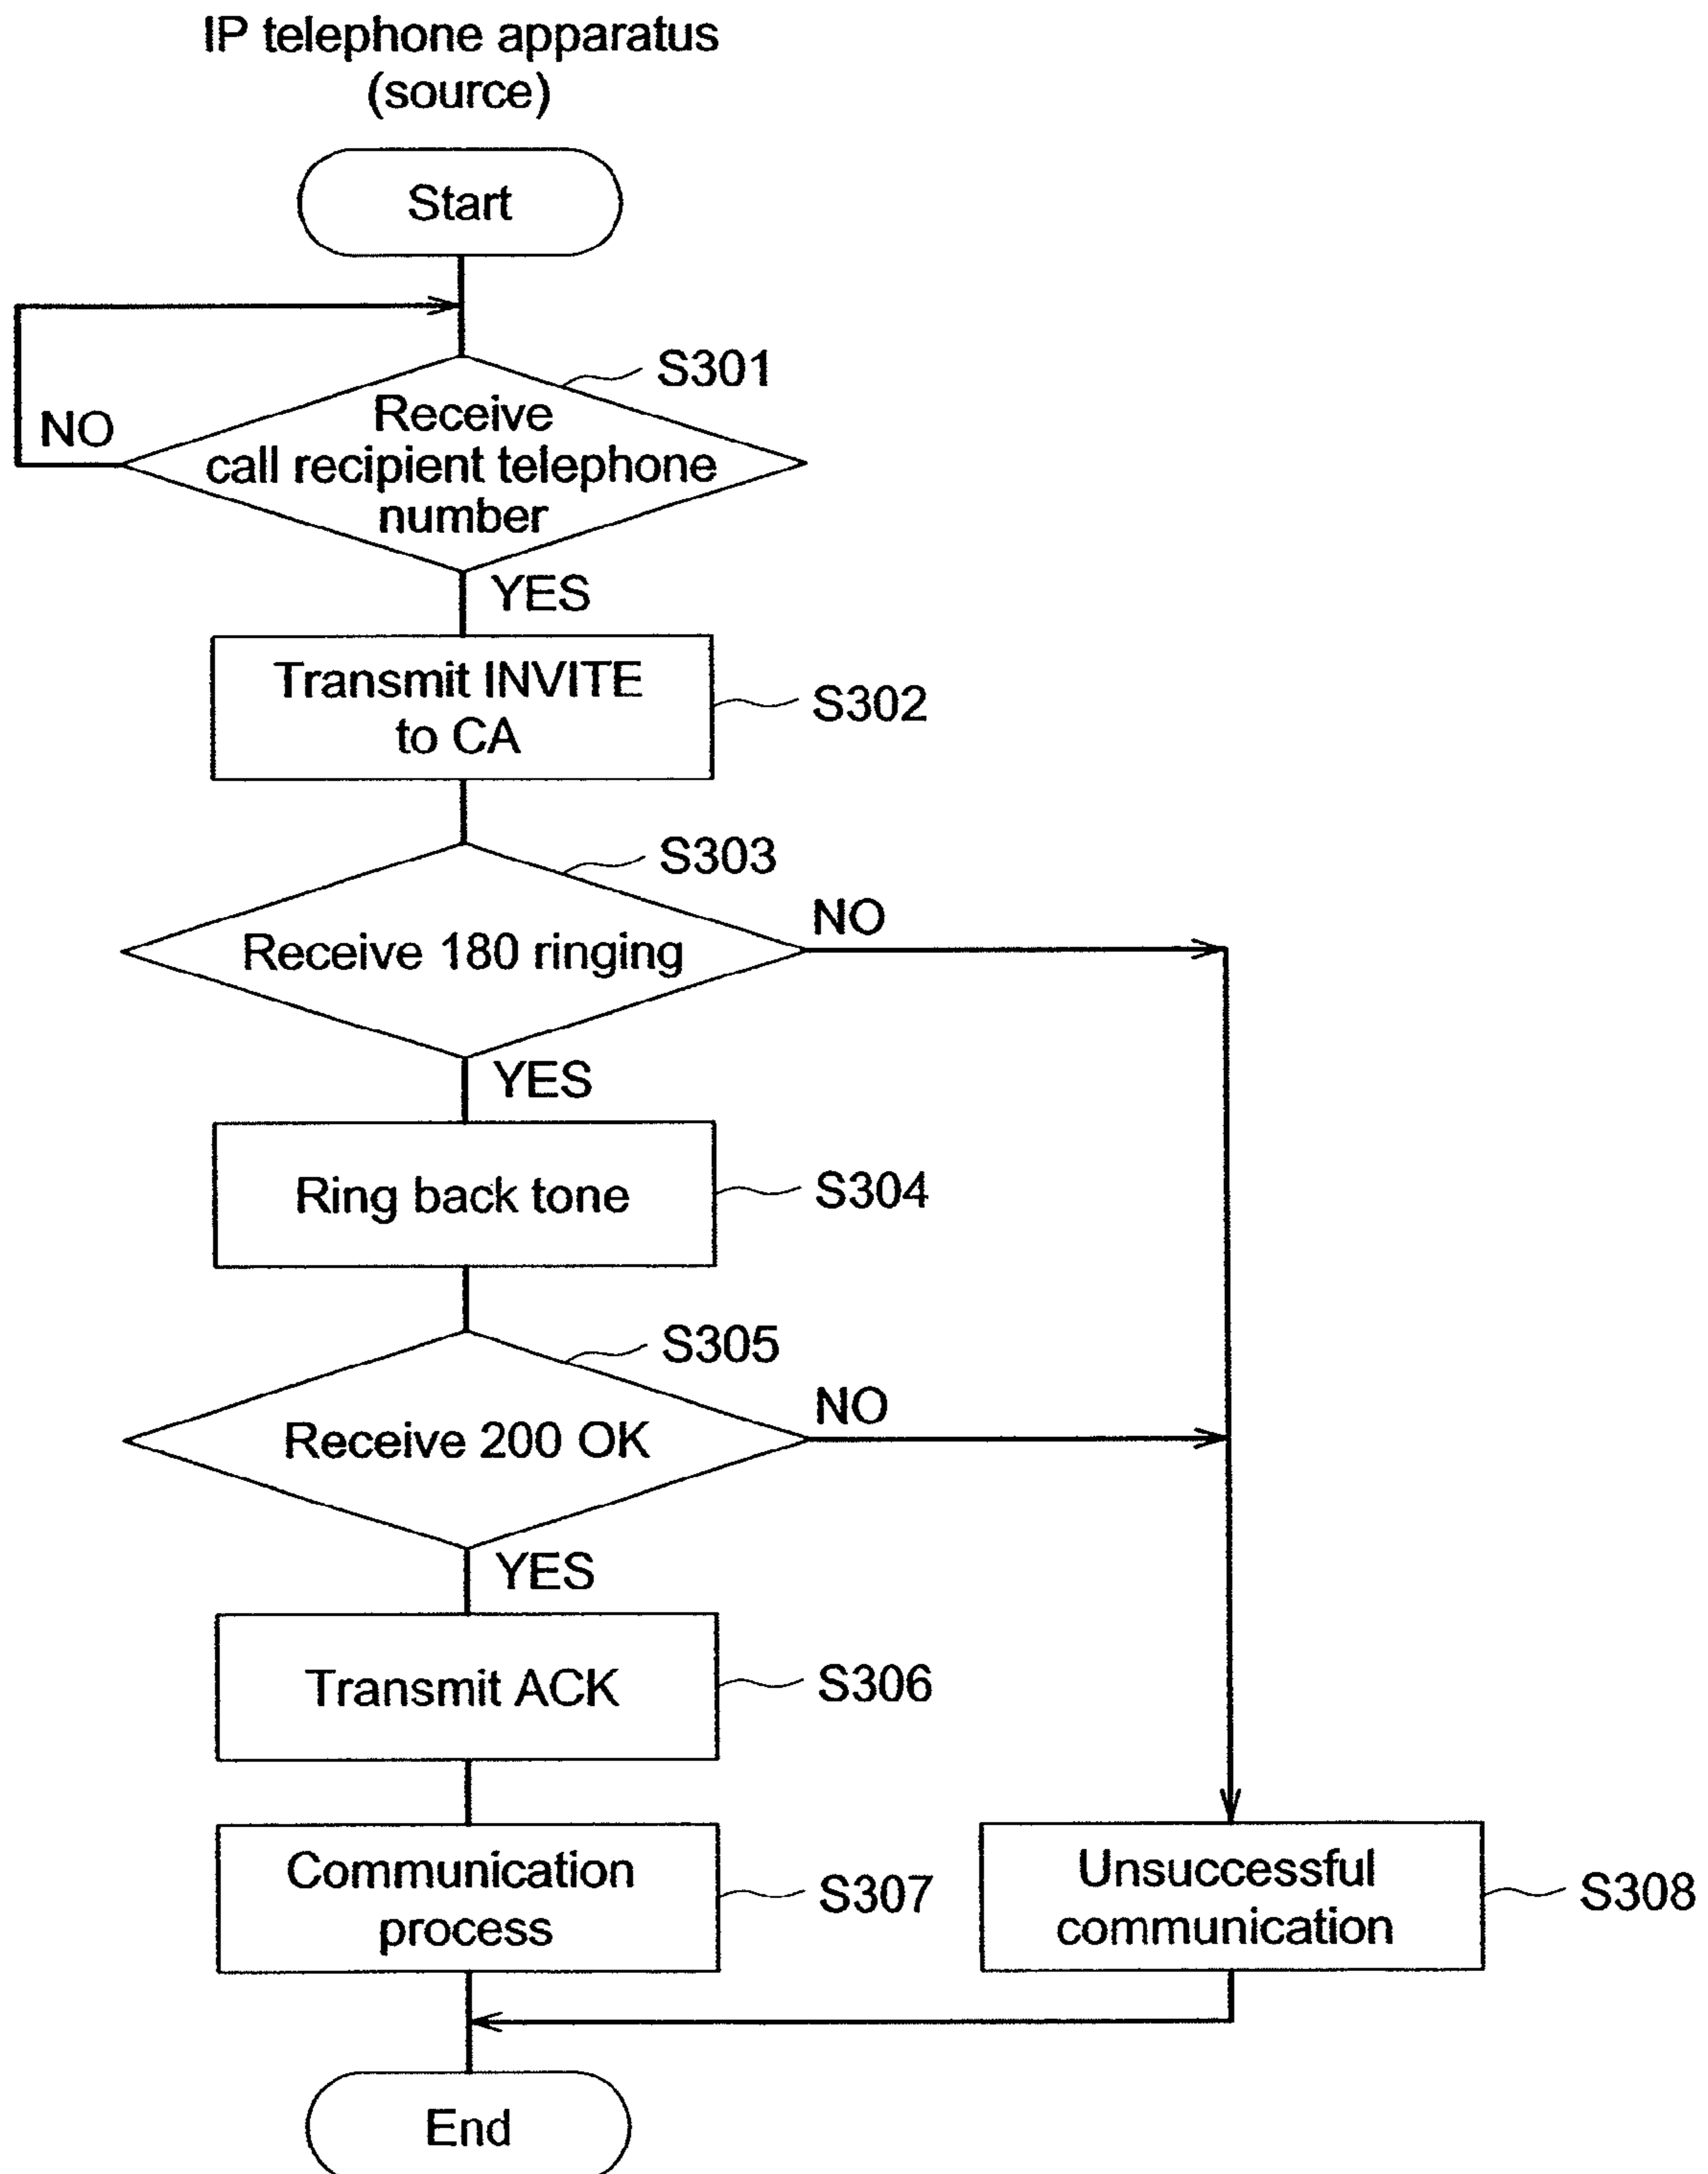 IP telephone apparatus
(source)
Start
S301
NO
Receive
call recipient telephone
number
YES
Transmit INVITE
to CA
S302
S303
NO
Receive 180 ringing
YES
Ring back tone
S304
S305
NO
Receive 200 OK
YES
Transmit ACK
S306
Communication
process
S307
Unsuccessful
communication
S308
End